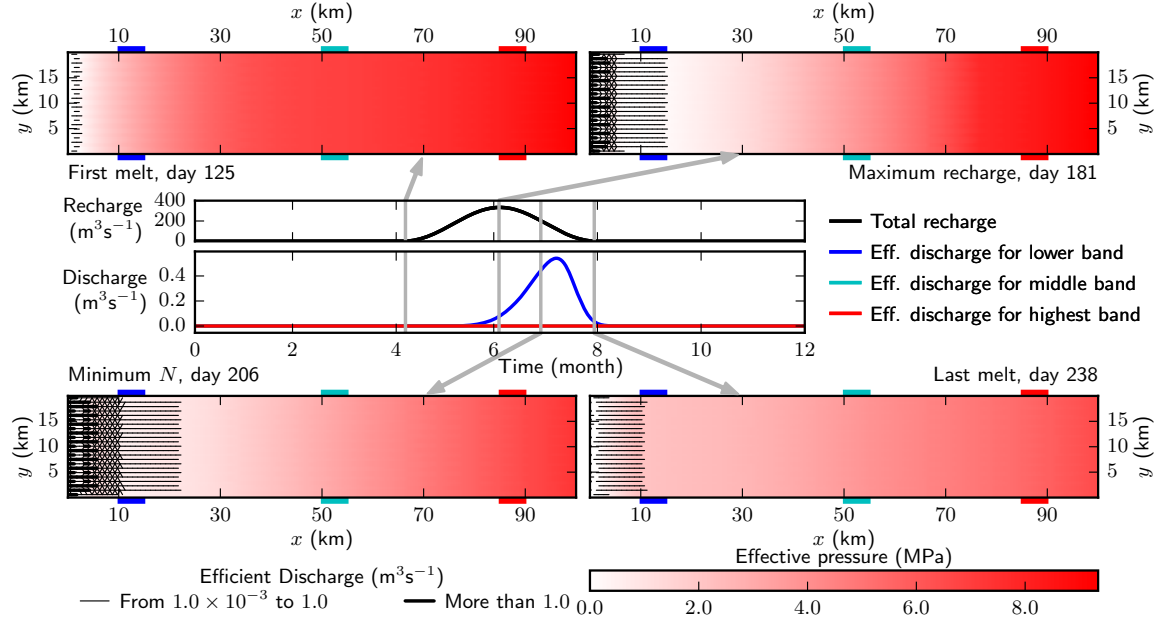 x (km) x (km)
10 30 50 70 90 10 30 50 70 90
y (km) 15 10 5 15 10 5 y (km)
First melt, day 125 Maximum recharge, day 181
Recharge (m³s⁻¹) 400 200 0
Total recharge
Eff. discharge for lower band
Eff. discharge for middle band
Eff. discharge for highest band
Discharge (m³s⁻¹) 0.4 0.2 0.0
0 2 4 6 8 10 12
Time (month)
Minimum N, day 206 Last melt, day 238
y (km) 15 10 5 15 10 5 y (km)
10 30 50 70 90 10 30 50 70 90
x (km) x (km)
Efficient Discharge (m³s⁻¹)
From 1.0 × 10⁻³ to 1.0 More than 1.0
Effective pressure (MPa)
0.0 2.0 4.0 6.0 8.0